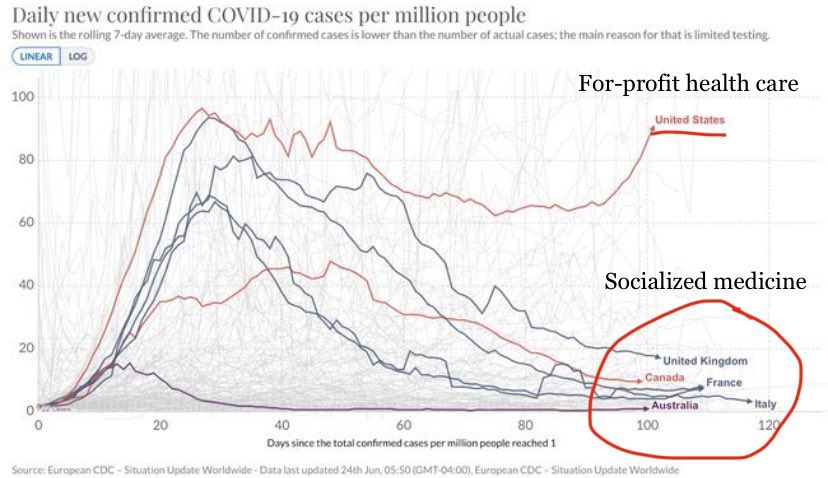 Daily new confirmed COVID-19 cases per million people
Shown is the rolling 7-day average. The number of confirmed cases is lower than the number of actual cases; the main reason for that is limited testing.
LINEAR LOG
For-profit health care
100
United States
80
60
40
Socialized medicine
20
United Kingdom
Canada
France
Italy
Australia
0
0 20 40 60 80 100 120
Days since the total confirmed cases per million people reached 1
Source: European CDC – Situation Update Worldwide - Data last updated 24th Jun, 05:50 (GMT-04:00), European CDC – Situation Update Worldwide